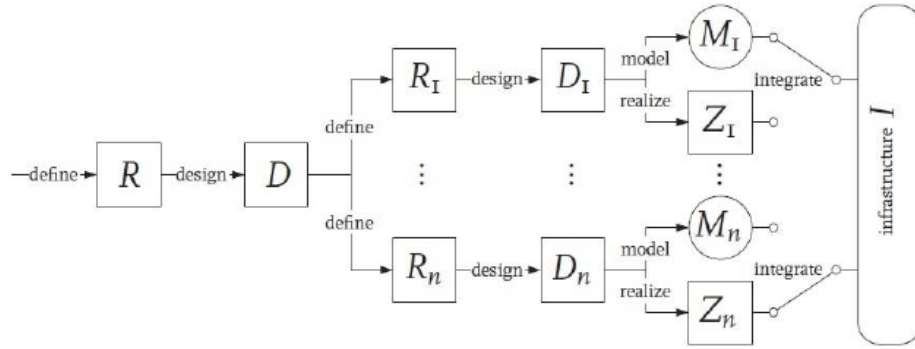 define R design D
define
define
R₁ design D₁
model
realize
M₁
Z₁
integrate
⋮ ⋮ ⋮
Rₙ design Dₙ
model
realize
Mₙ
Zₙ
integrate
infrastructure I